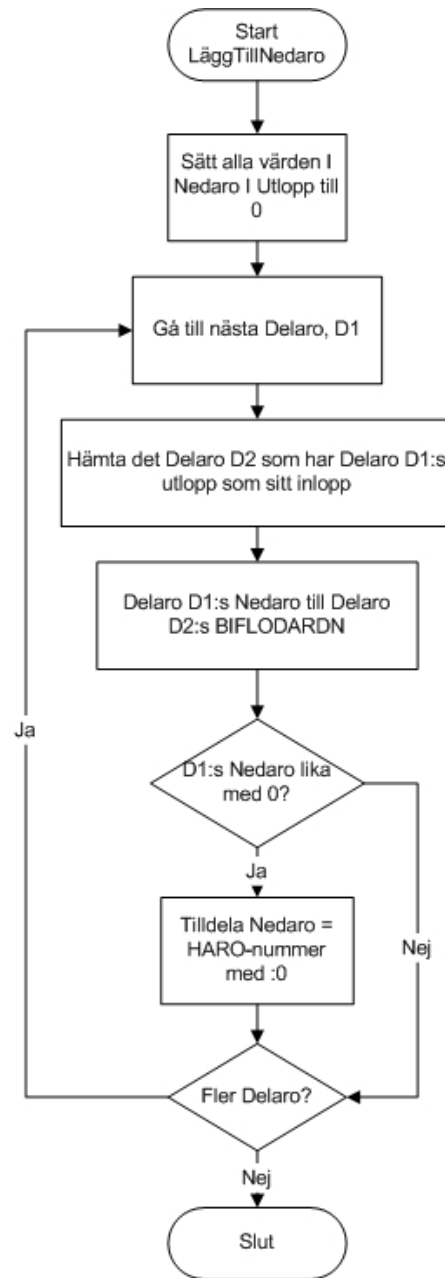 Start
LäggTillNedaro
Sätt alla värden I
Nedaro I Utlopp till
0
Gå till nästa Delaro, D1
Hämta det Delaro D2 som har Delaro D1:s
utlopp som sitt inlopp
Delaro D1:s Nedaro till Delaro
D2:s BIFLODARDN
Ja
D1:s Nedaro lika
med 0?
Ja
Tilldela Nedaro =
HARO-nummer
med :0
Nej
Fler Delaro?
Nej
Slut